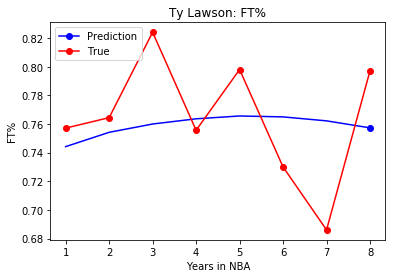 Ty Lawson: FT%
Prediction
True
FT%
0.82
0.80
0.78
0.76
0.74
0.72
0.70
0.68
1 2 3 4 5 6 7 8
Years in NBA